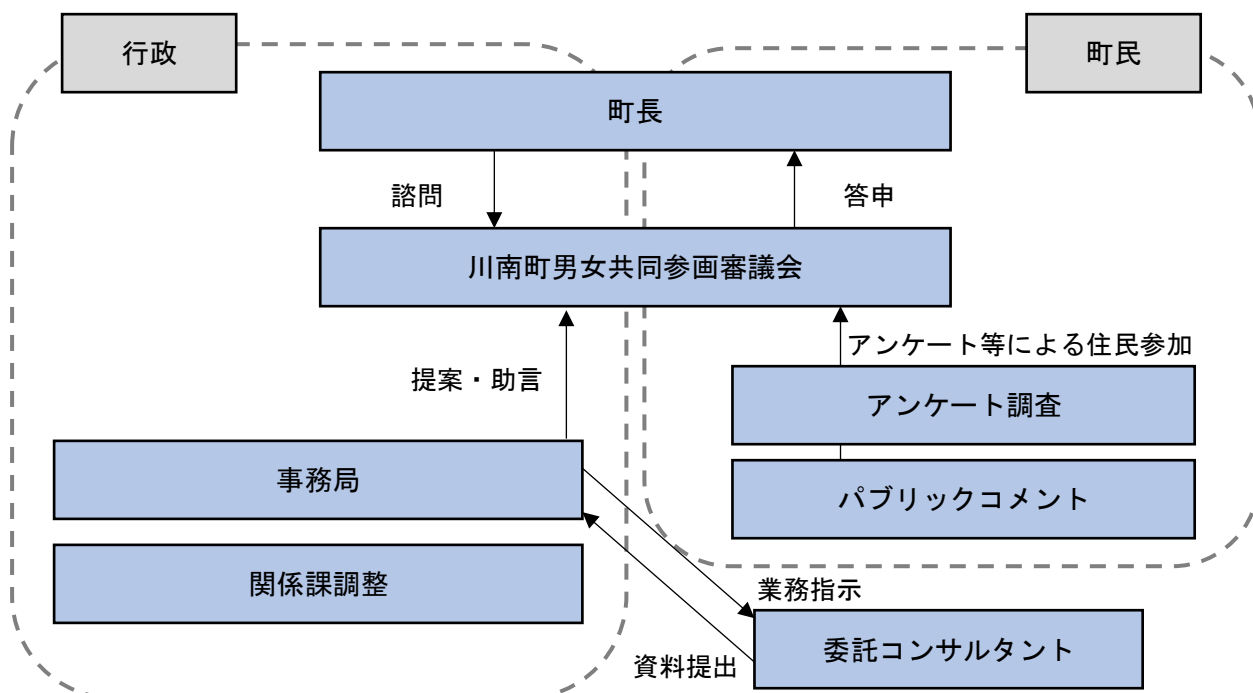 行政
町民
町長
諮問
答申
川南町男女共同参画審議会
アンケート等による住民参加
提案・助言
アンケート調査
事務局
パブリックコメント
関係課調整
業務指示
委託コンサルタント
資料提出